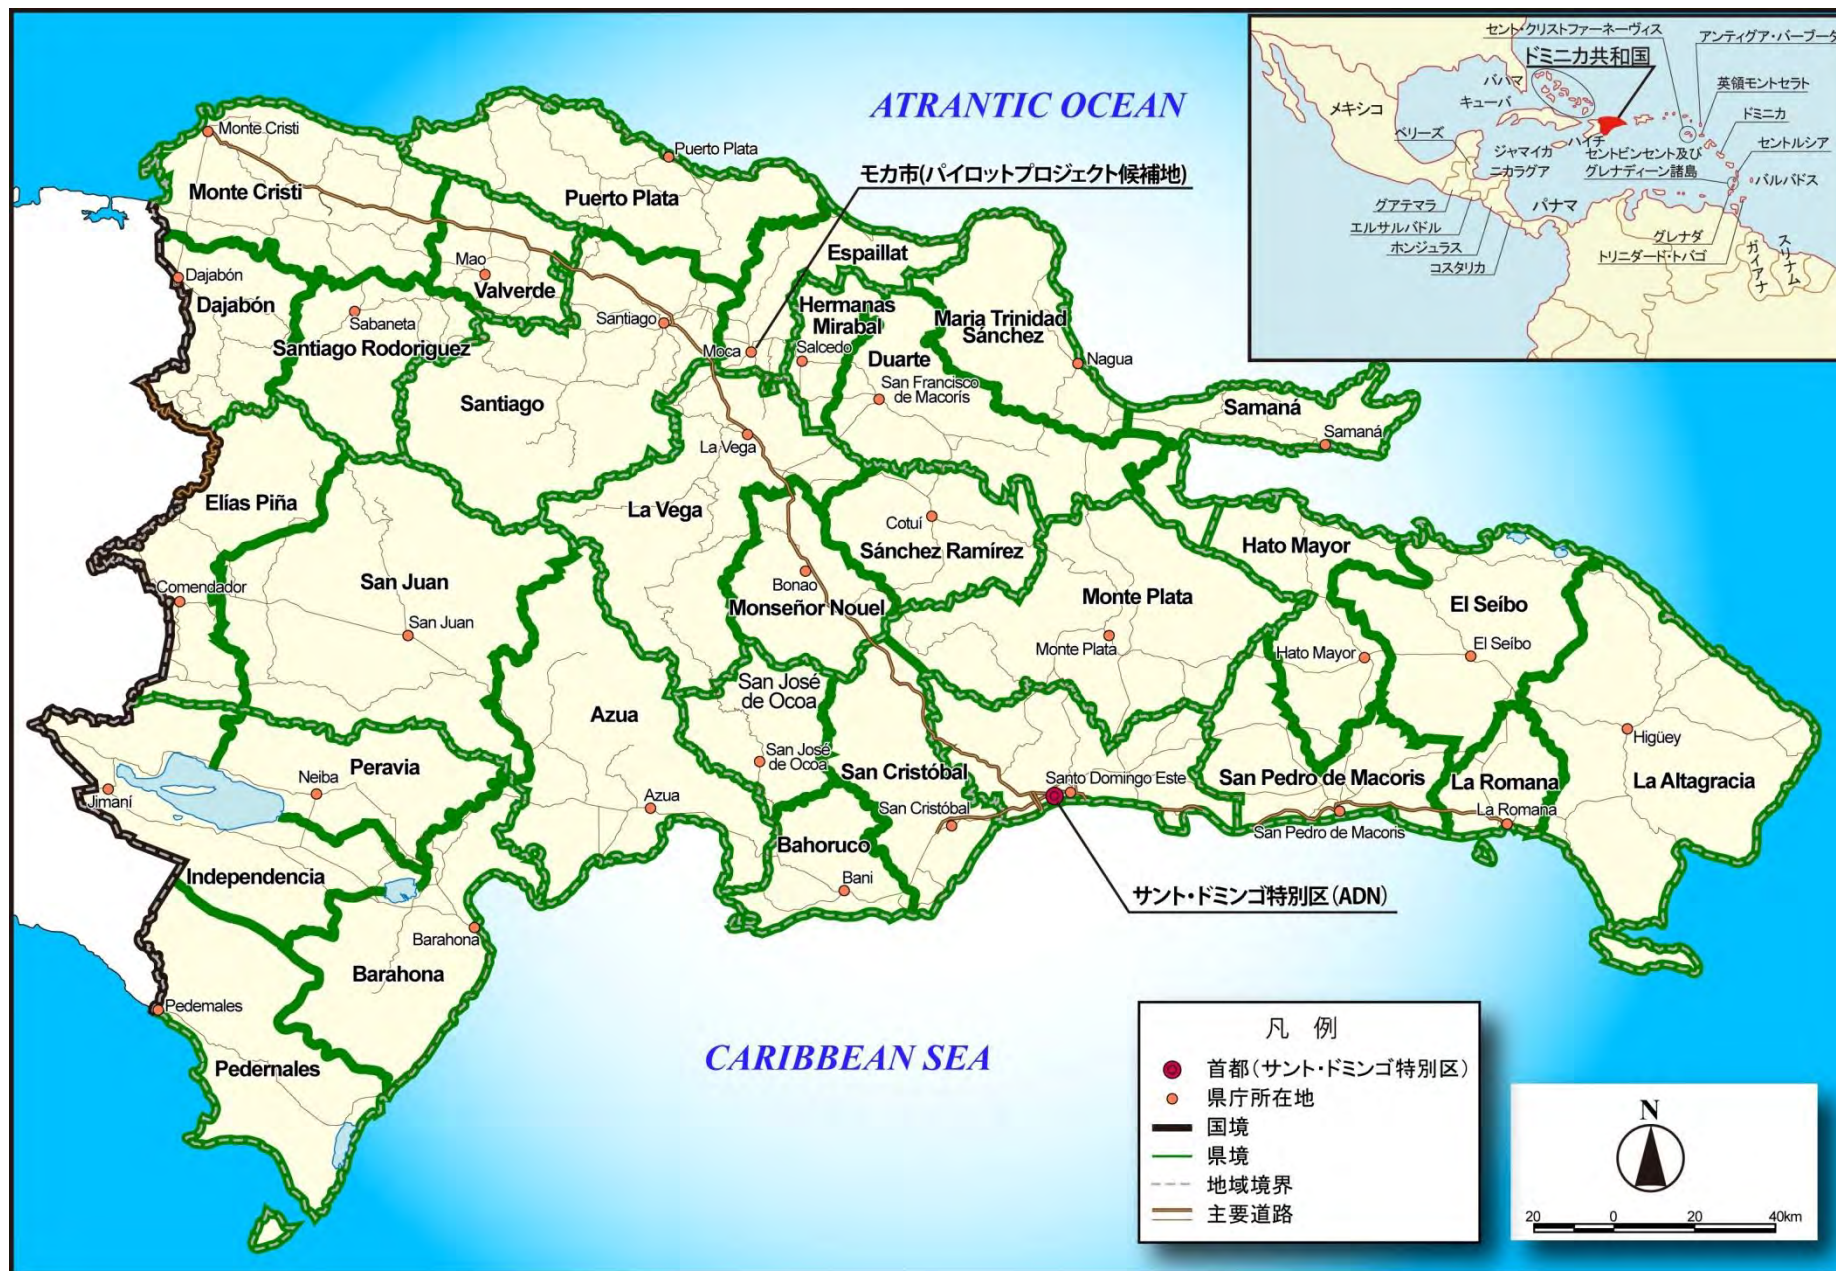 ATRANTIC OCEAN
CARIBBEAN SEA
モカ市(パイロットプロジェクト候補地)
サント・ドミンゴ特別区(ADN)
Monte Cristi
Monte Cristi
Puerto Plata
Puerto Plata
Espaillat
Dajabón
Dajabón
Mao
Valverde
Sabaneta
Santiago Rodoriguez
Santiago
Santiago
Moca
Hermanas
Mirabal
Salcedo
Maria Trinidad
Sánchez
Duarte
San Francisco
de Macorís
Nagua
Samaná
Samaná
La Vega
La Vega
Elías Piña
Comendador
San Juan
San Juan
Cotuí
Sánchez Ramírez
Bonao
Monseñor Nouel
Monte Plata
Monte Plata
Hato Mayor
Hato Mayor
El Seíbo
El Seíbo
San José
de Ocoa
San José
de Ocoa
Azua
Azua
Peravia
Neiba
Jimaní
San Cristóbal
San Cristóbal
Santo Domingo Este
San Pedro de Macoris
San Pedro de Macoris
La Romana
La Romana
Higüey
La Altagracia
Bahoruco
Bani
Independencia
Barahona
Barahona
Pedemales
Pedernales
セント・クリストファーネーヴィス
アンティグア・バーブーダ
ドミニカ共和国
バハマ
英領モントセラト
メキシコ
キューバ
ドミニカ
ベリーズ
ハイチ
ジャマイカ
セントビンセント及び
グレナディーン諸島
セントルシア
ニカラグア
バルバドス
グアテマラ
パナマ
エルサルバドル
ホンジュラス
コスタリカ
グレナダ
トリニダード・トバゴ
ガイアナ
スリナム
凡 例
首都(サント・ドミンゴ特別区)
県庁所在地
国境
県境
地域境界
主要道路
N
20 0 20 40km